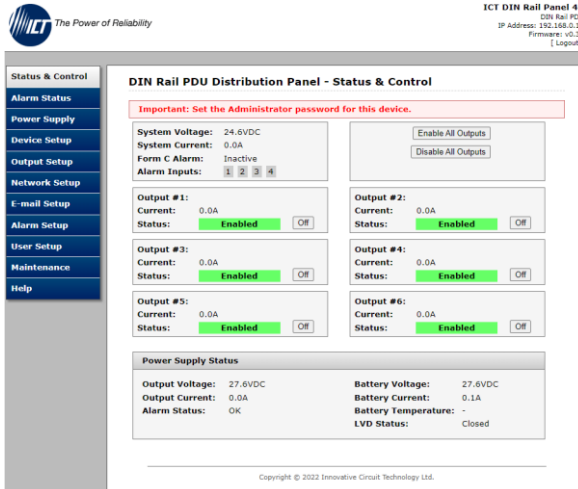 ICT The Power of Reliability
ICT DIN Rail Panel 4
DIN Rail PD
IP Address: 192.168.0.1
Firmware: v0.3
[ Logout
Status & Control
Alarm Status
Power Supply
Device Setup
Output Setup
Network Setup
E-mail Setup
Alarm Setup
User Setup
Maintenance
Help
DIN Rail PDU Distribution Panel - Status & Control
Important: Set the Administrator password for this device.
System Voltage: 24.6VDC
System Current: 0.0A
Form C Alarm: Inactive
Alarm Inputs: 1 2 3 4
Enable All Outputs
Disable All Outputs
Output #1:
Current: 0.0A
Status: Enabled Off
Output #2:
Current: 0.0A
Status: Enabled Off
Output #3:
Current: 0.0A
Status: Enabled Off
Output #4:
Current: 0.0A
Status: Enabled Off
Output #5:
Current: 0.0A
Status: Enabled Off
Output #6:
Current: 0.0A
Status: Enabled Off
Power Supply Status
Output Voltage: 27.6VDC
Output Current: 0.0A
Alarm Status: OK
Battery Voltage: 27.6VDC
Battery Current: 0.1A
Battery Temperature: -
LVD Status: Closed
Copyright © 2022 Innovative Circuit Technology Ltd.